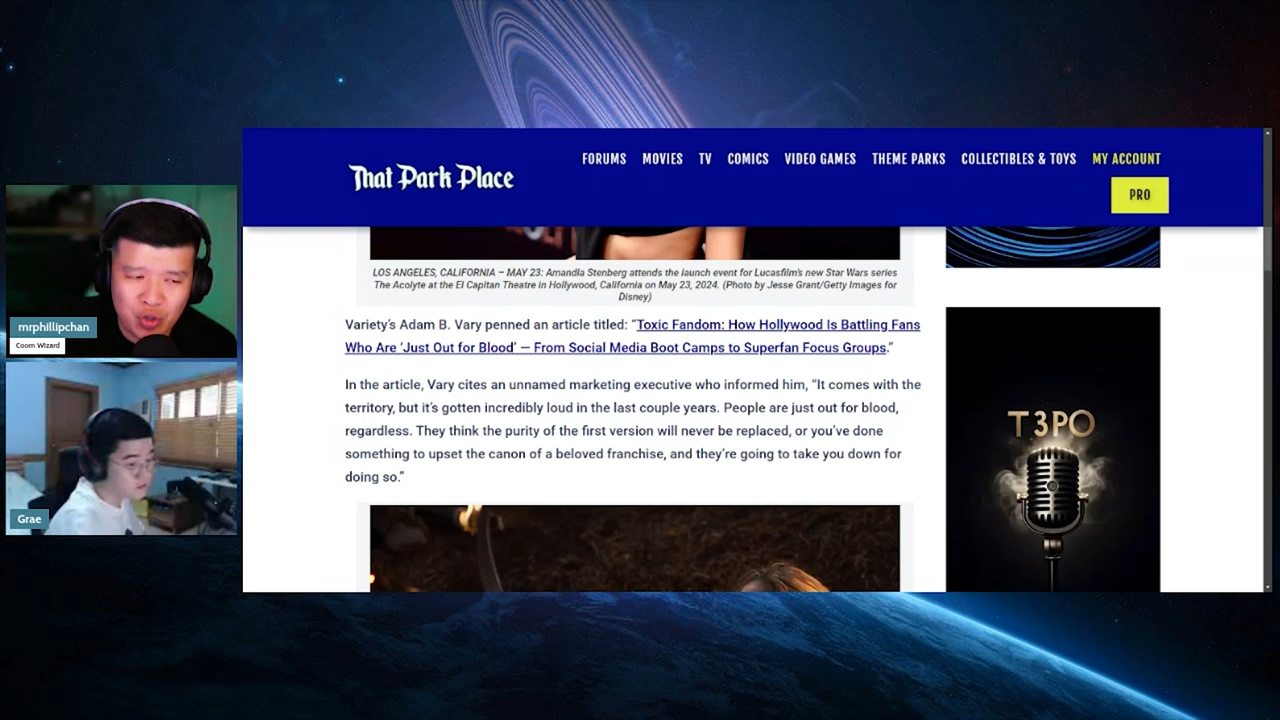 That Park Place
FORUMS MOVIES TV COMICS VIDEO GAMES THEME PARKS COLLECTIBLES & TOYS MY ACCOUNT
PRO
mrphillipchan
Coom Wizard
Grae
LOS ANGELES, CALIFORNIA – MAY 23: Amandla Stenberg attends the launch event for Lucasfilm's new Star Wars series
The Acolyte at the El Capitan Theatre in Hollywood, California on May 23, 2024. (Photo by Jesse Grant/Getty Images for
Disney)
Variety's Adam B. Vary penned an article titled: “Toxic Fandom: How Hollywood Is Battling Fans
Who Are ‘Just Out for Blood’ — From Social Media Boot Camps to Superfan Focus Groups.”
In the article, Vary cites an unnamed marketing executive who informed him, “It comes with the
territory, but it’s gotten incredibly loud in the last couple years. People are just out for blood,
regardless. They think the purity of the first version will never be replaced, or you’ve done
something to upset the canon of a beloved franchise, and they’re going to take you down for
doing so.”
T3PO